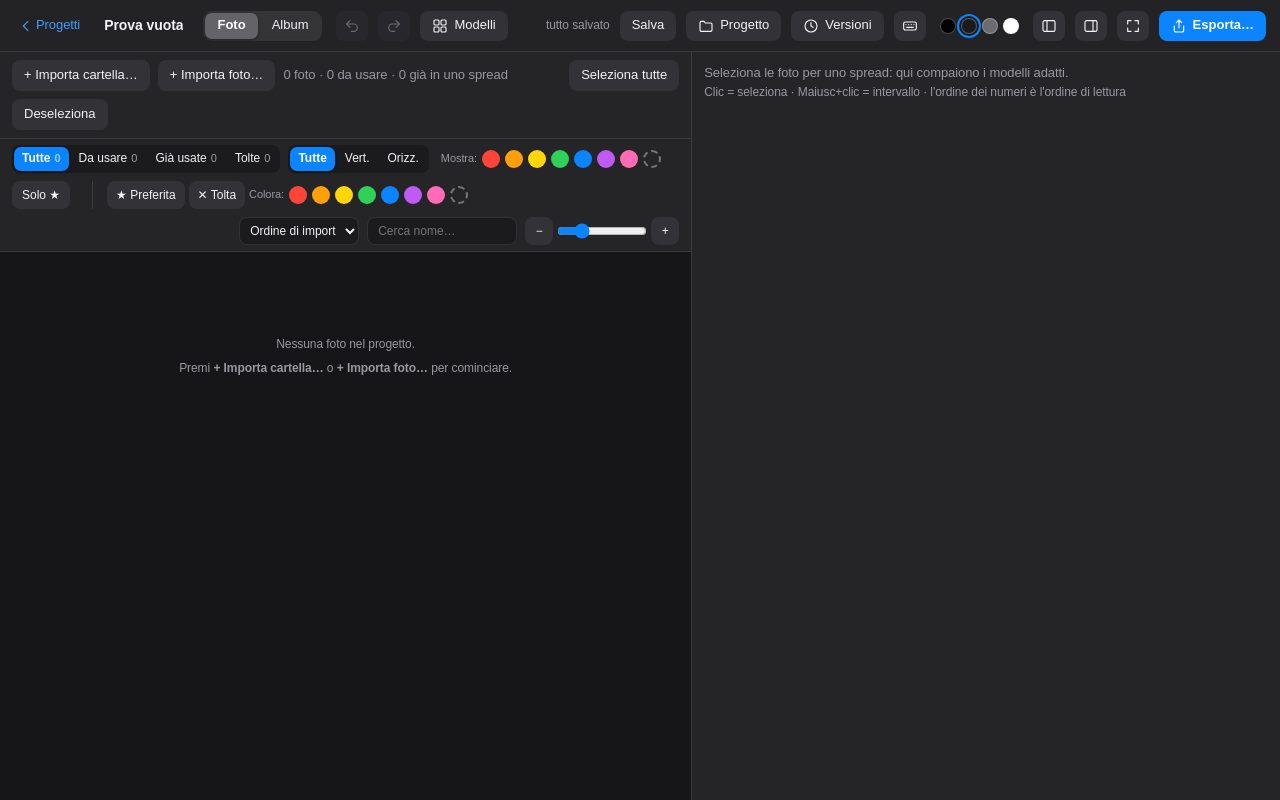 Progetti Prova vuota Foto Album Modelli tutto salvato Salva Progetto Versioni Esporta…
+ Importa cartella… + Importa foto… 0 foto · 0 da usare · 0 già in uno spread Seleziona tutte
Deseleziona
Tutte 0 Da usare 0 Già usate 0 Tolte 0 Tutte Vert. Orizz. Mostra:
Solo ★ ★ Preferita ✕ Tolta Colora:
Ordine di import Cerca nome… − +
Nessuna foto nel progetto.
Premi + Importa cartella… o + Importa foto… per cominciare.
Seleziona le foto per uno spread: qui compaiono i modelli adatti.
Clic = seleziona · Maiusc+clic = intervallo · l'ordine dei numeri è l'ordine di lettura